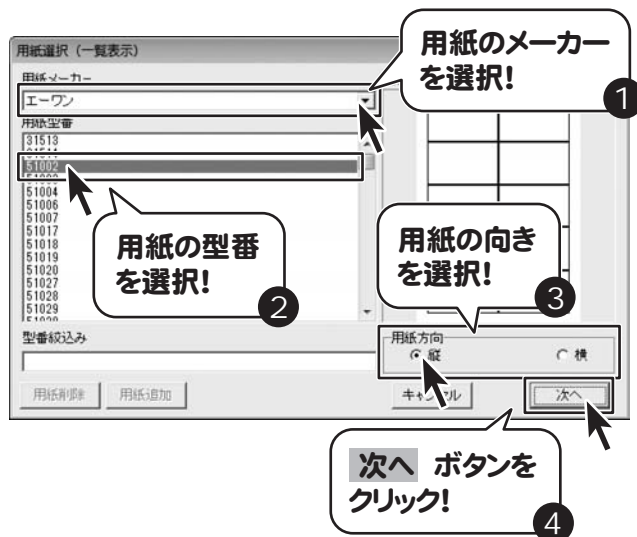 用紙選択（一覧表示）
用紙のメーカー
を選択!
1
用紙メーカー
エーワン
用紙型番
31513
51002
51004
51006
51007
51017
51018
51019
51020
51027
51028
51029
用紙の型番
を選択!
2
用紙の向き
を選択!
3
型番絞込み
用紙方向
縦
横
用紙削除
用紙追加
キャンセル
次へ
次へ ボタンを
クリック!
4